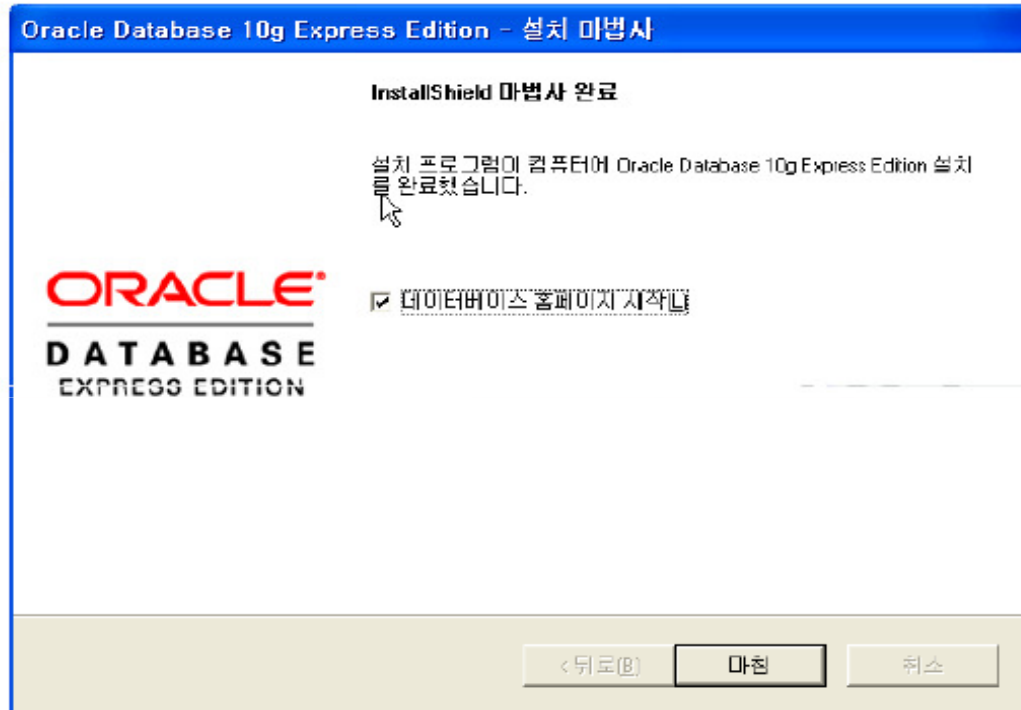 Oracle Database 10g Express Edition - 설치 마법사
InstallShield 마법사 완료
설치 프로그램이 컴퓨터에 Oracle Database 10g Express Edition 설치
를 완료했습니다.
ORACLE
데이터베이스 홈페이지 시작(L)
DATABASE
EXPRESS EDITION
< 뒤로(B)
마침
취소